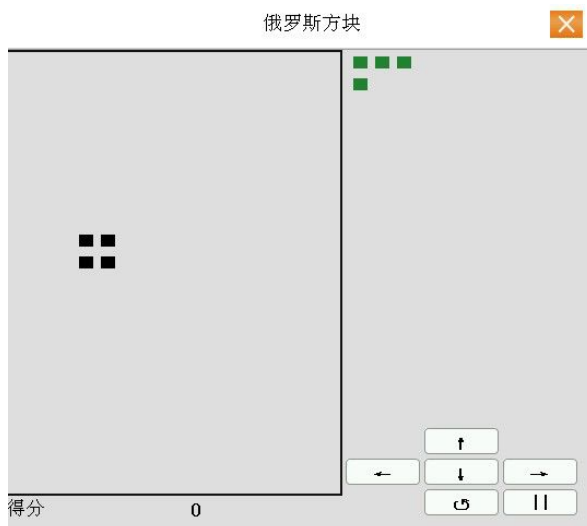 俄罗斯方块
↑
← ↓ →
↺ ||
得分 0